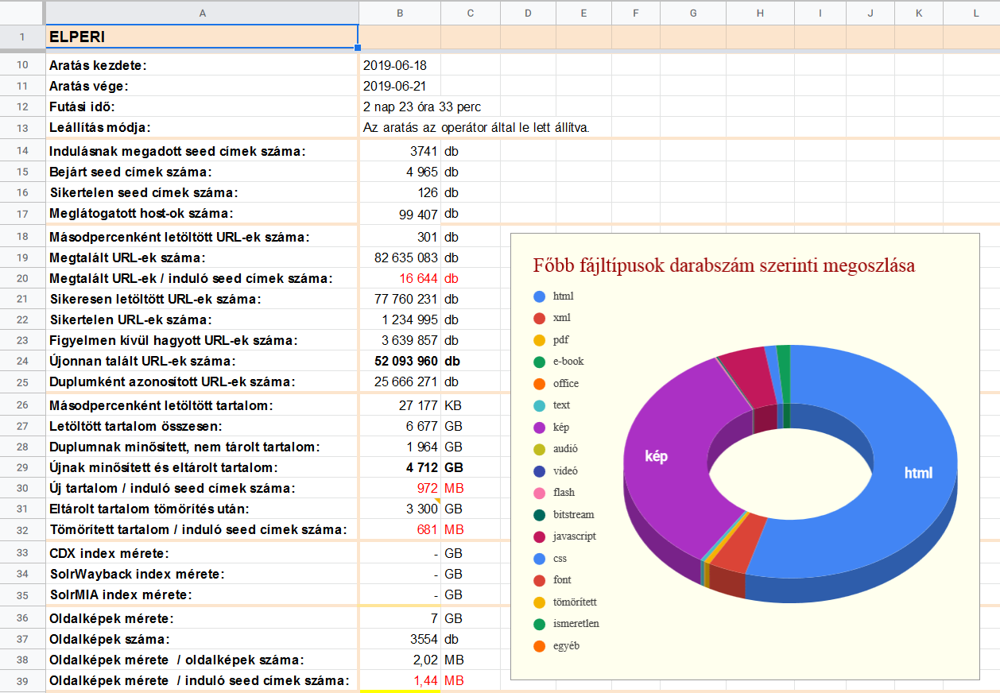 A B C D E F G H I J K L
1 ELPERI
10 Aratás kezdete: 2019-06-18
11 Aratás vége: 2019-06-21
12 Futási idő: 2 nap 23 óra 33 perc
13 Leállítás módja: Az aratás az operátor által le lett állítva.
14 Indulásnak megadott seed címek száma: 3741 db
15 Bejárt seed címek száma: 4 965 db
16 Sikertelen seed címek száma: 126 db
17 Meglátogatott host-ok száma: 99 407 db
18 Másodpercenként letöltött URL-ek száma: 301 db
19 Megtalált URL-ek száma: 82 635 083 db
20 Megtalált URL-ek / induló seed címek száma: 16 644 db
21 Sikeresen letöltött URL-ek száma: 77 760 231 db
22 Sikertelen URL-ek száma: 1 234 995 db
23 Figyelmen kívül hagyott URL-ek száma: 3 639 857 db
24 Újonnan talált URL-ek száma: 52 093 960 db
25 Duplumként azonosított URL-ek száma: 25 666 271 db
26 Másodpercenként letöltött tartalom: 27 177 KB
27 Letöltött tartalom összesen: 6 677 GB
28 Duplumnak minősített, nem tárolt tartalom: 1 964 GB
29 Újnak minősített és eltárolt tartalom: 4 712 GB
30 Új tartalom / induló seed címek száma: 972 MB
31 Eltárolt tartalom tömörítés után: 3 300 GB
32 Tömörített tartalom / induló seed címek száma: 681 MB
33 CDX index mérete: - GB
34 SolrWayback index mérete: - GB
35 SolrMIA index mérete: - GB
36 Oldalképek mérete: 7 GB
37 Oldalképek száma: 3554 db
38 Oldalképek mérete / oldalképek száma: 2,02 MB
39 Oldalképek mérete / induló seed címek száma: 1,44 MB
Főbb fájltípusok darabszám szerinti megoszlása
html
xml
pdf
e-book
office
text
kép
audió
videó
flash
bitstream
javascript
css
font
tömörített
ismeretlen
egyéb
kép
html